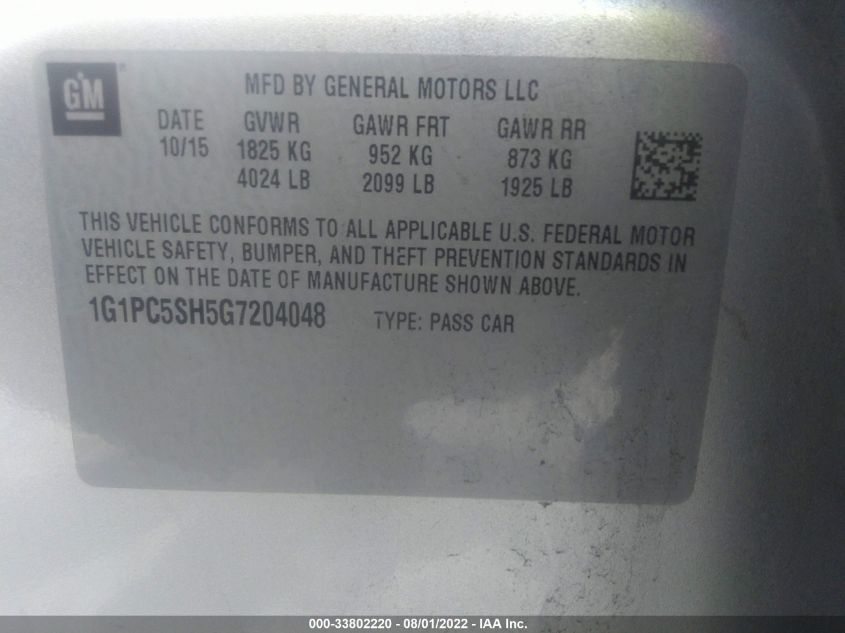 GM
MFD BY GENERAL MOTORS LLC
DATE GVWR GAWR FRT GAWR RR
10/15 1825 KG 952 KG 873 KG
4024 LB 2099 LB 1925 LB
THIS VEHICLE CONFORMS TO ALL APPLICABLE U.S. FEDERAL MOTOR
VEHICLE SAFETY, BUMPER, AND THEFT PREVENTION STANDARDS IN
EFFECT ON THE DATE OF MANUFACTURE SHOWN ABOVE.
1G1PC5SH5G7204048 TYPE: PASS CAR
000-33802220 - 08/01/2022 - IAA Inc.